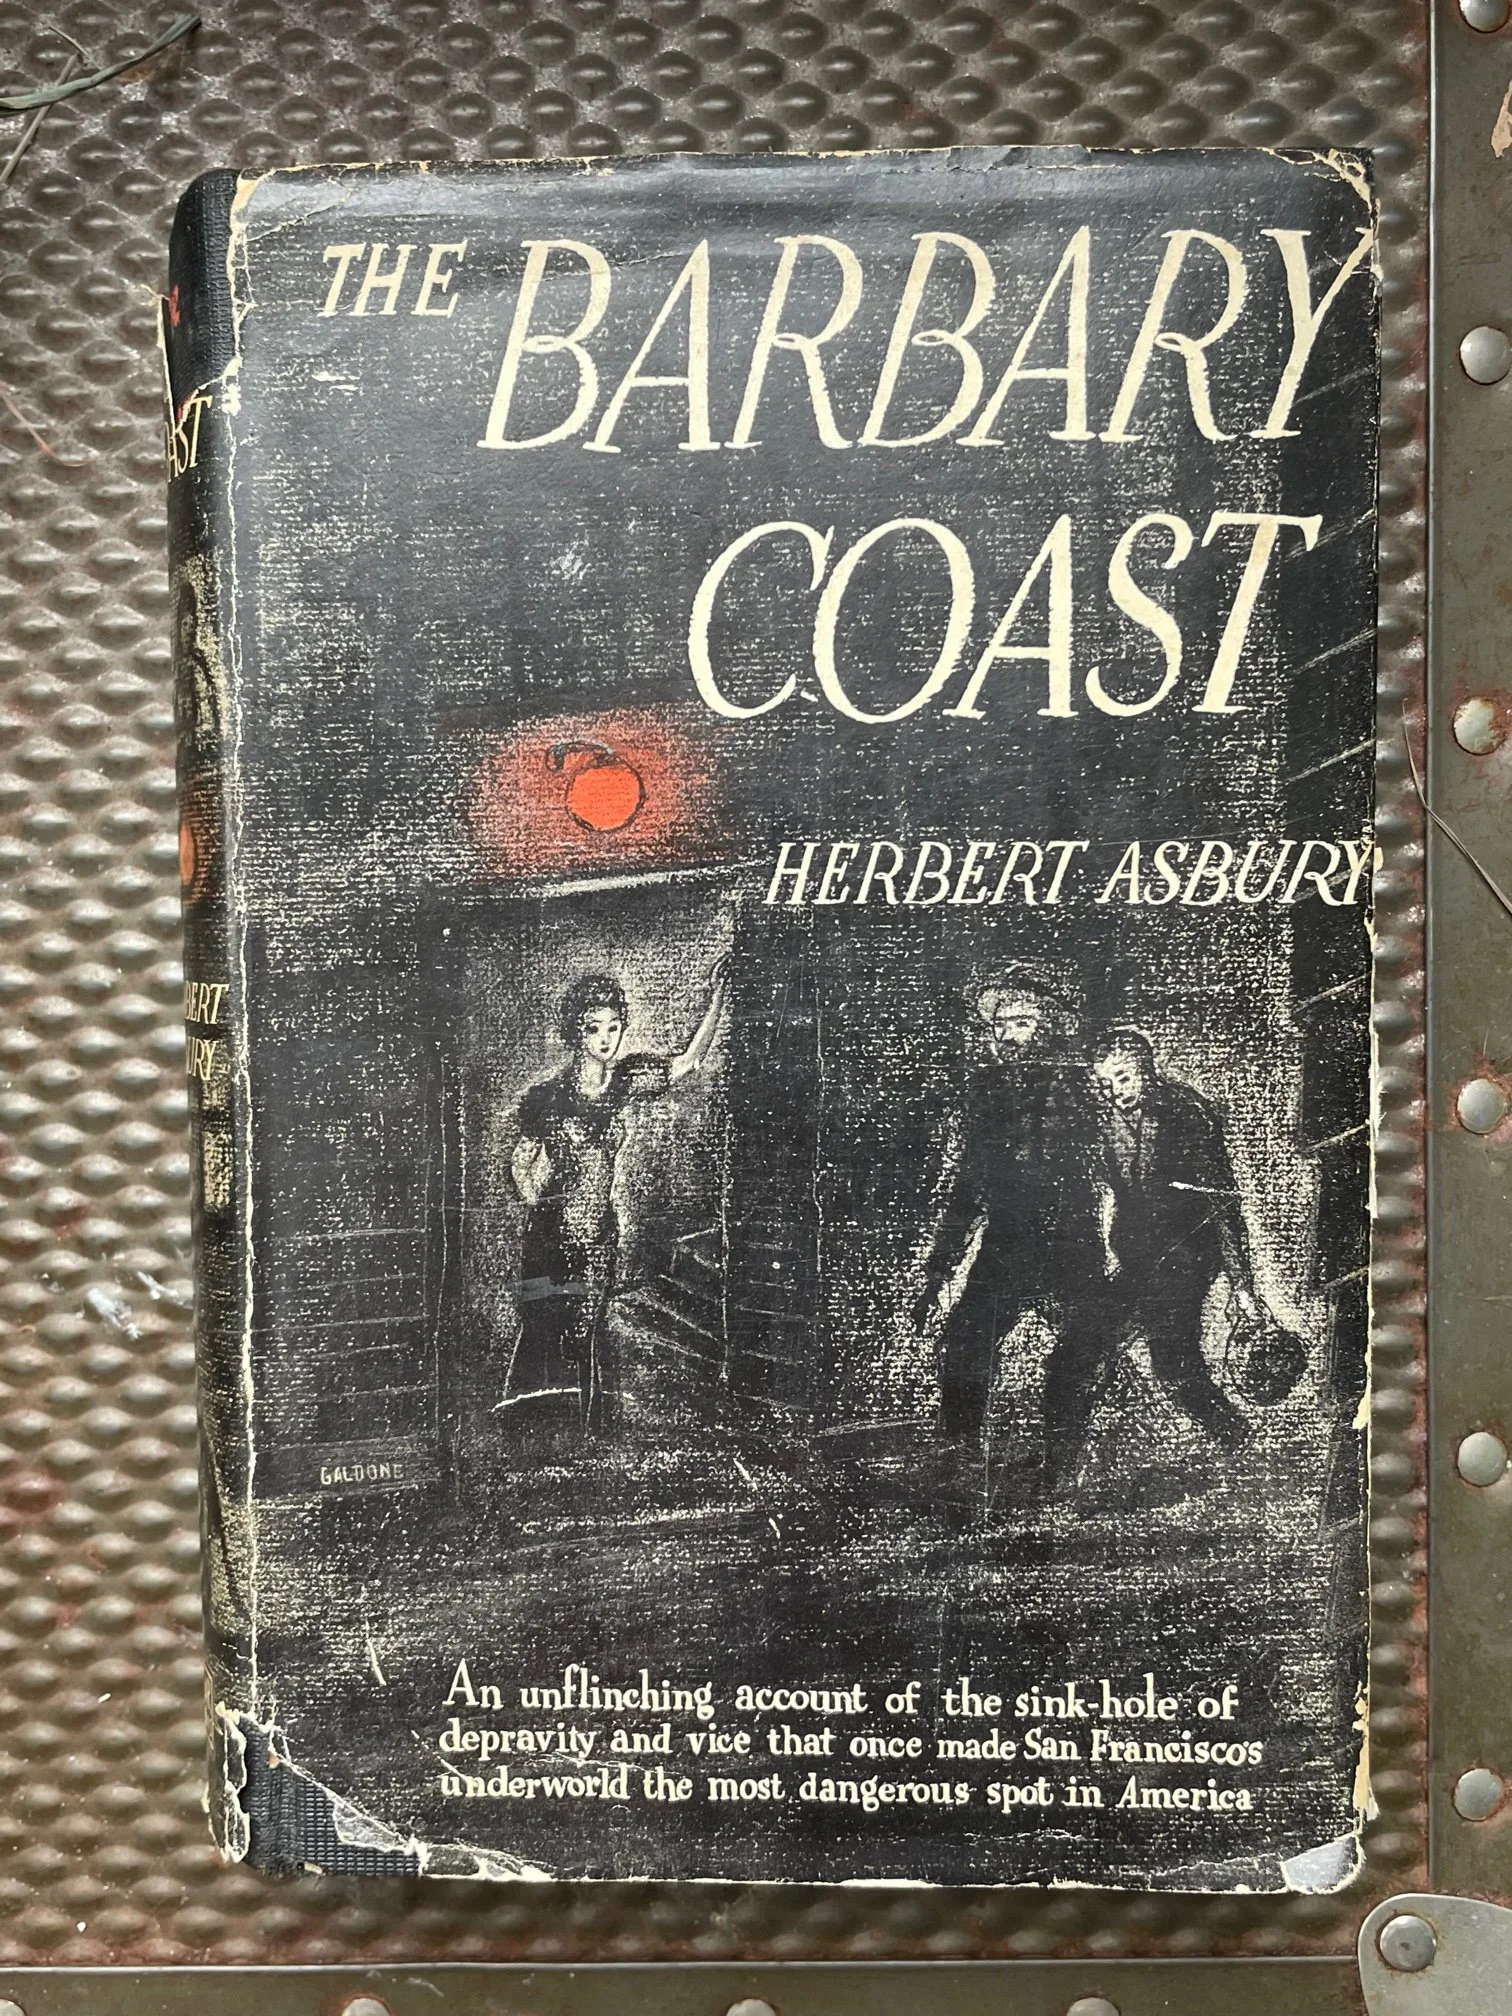 THE BARBARY
COAST
HERBERT ASBURY
GALDONE
An unflinching account of the sink-hole of
depravity and vice that once made San Francisco's
underworld the most dangerous spot in America